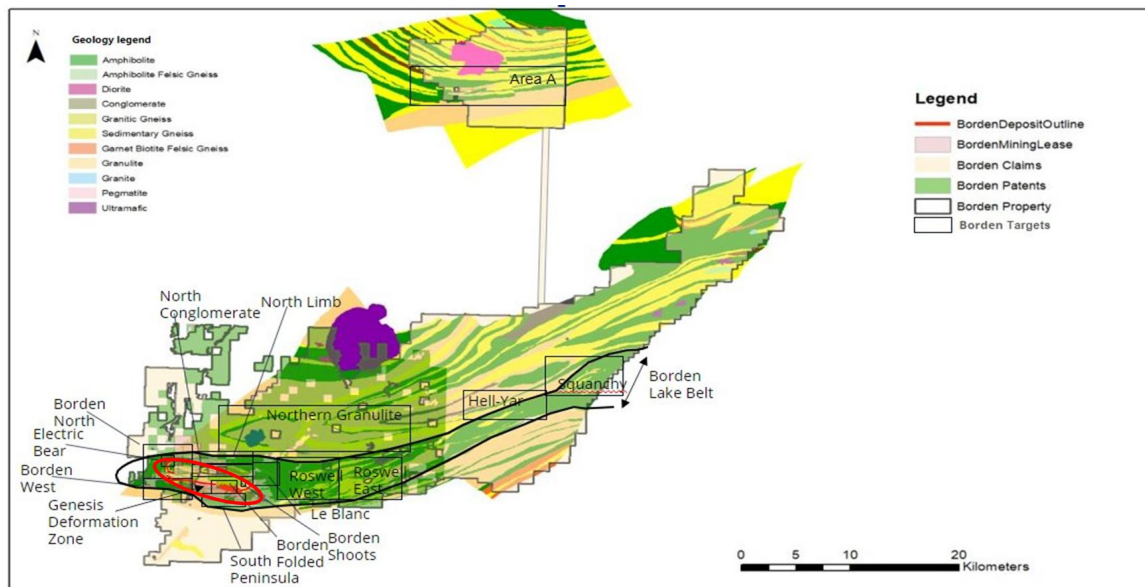 N
Geology legend
Amphibolite
Amphibolite Felsic Gneiss
Diorite
Conglomerate
Granitic Gneiss
Sedimentary Gneiss
Garnet Biotite Felsic Gneiss
Granulite
Granite
Pegmatite
Ultramafic
Area A
Legend
BordenDepositOutline
BordenMiningLease
Borden Claims
Borden Patents
Borden Property
Borden Targets
North
Conglomerate
North Limb
Borden
North
Electric
Bear
Borden
West
Genesis
Deformation
Zone
Northern Granulite
Hell-Yar
Squanchy
Borden
Lake Belt
Roswell
West
Roswell
East
Le Blanc
Borden
Shoots
Borden
Folded
South
Peninsula
0 5 10 20
Kilometers